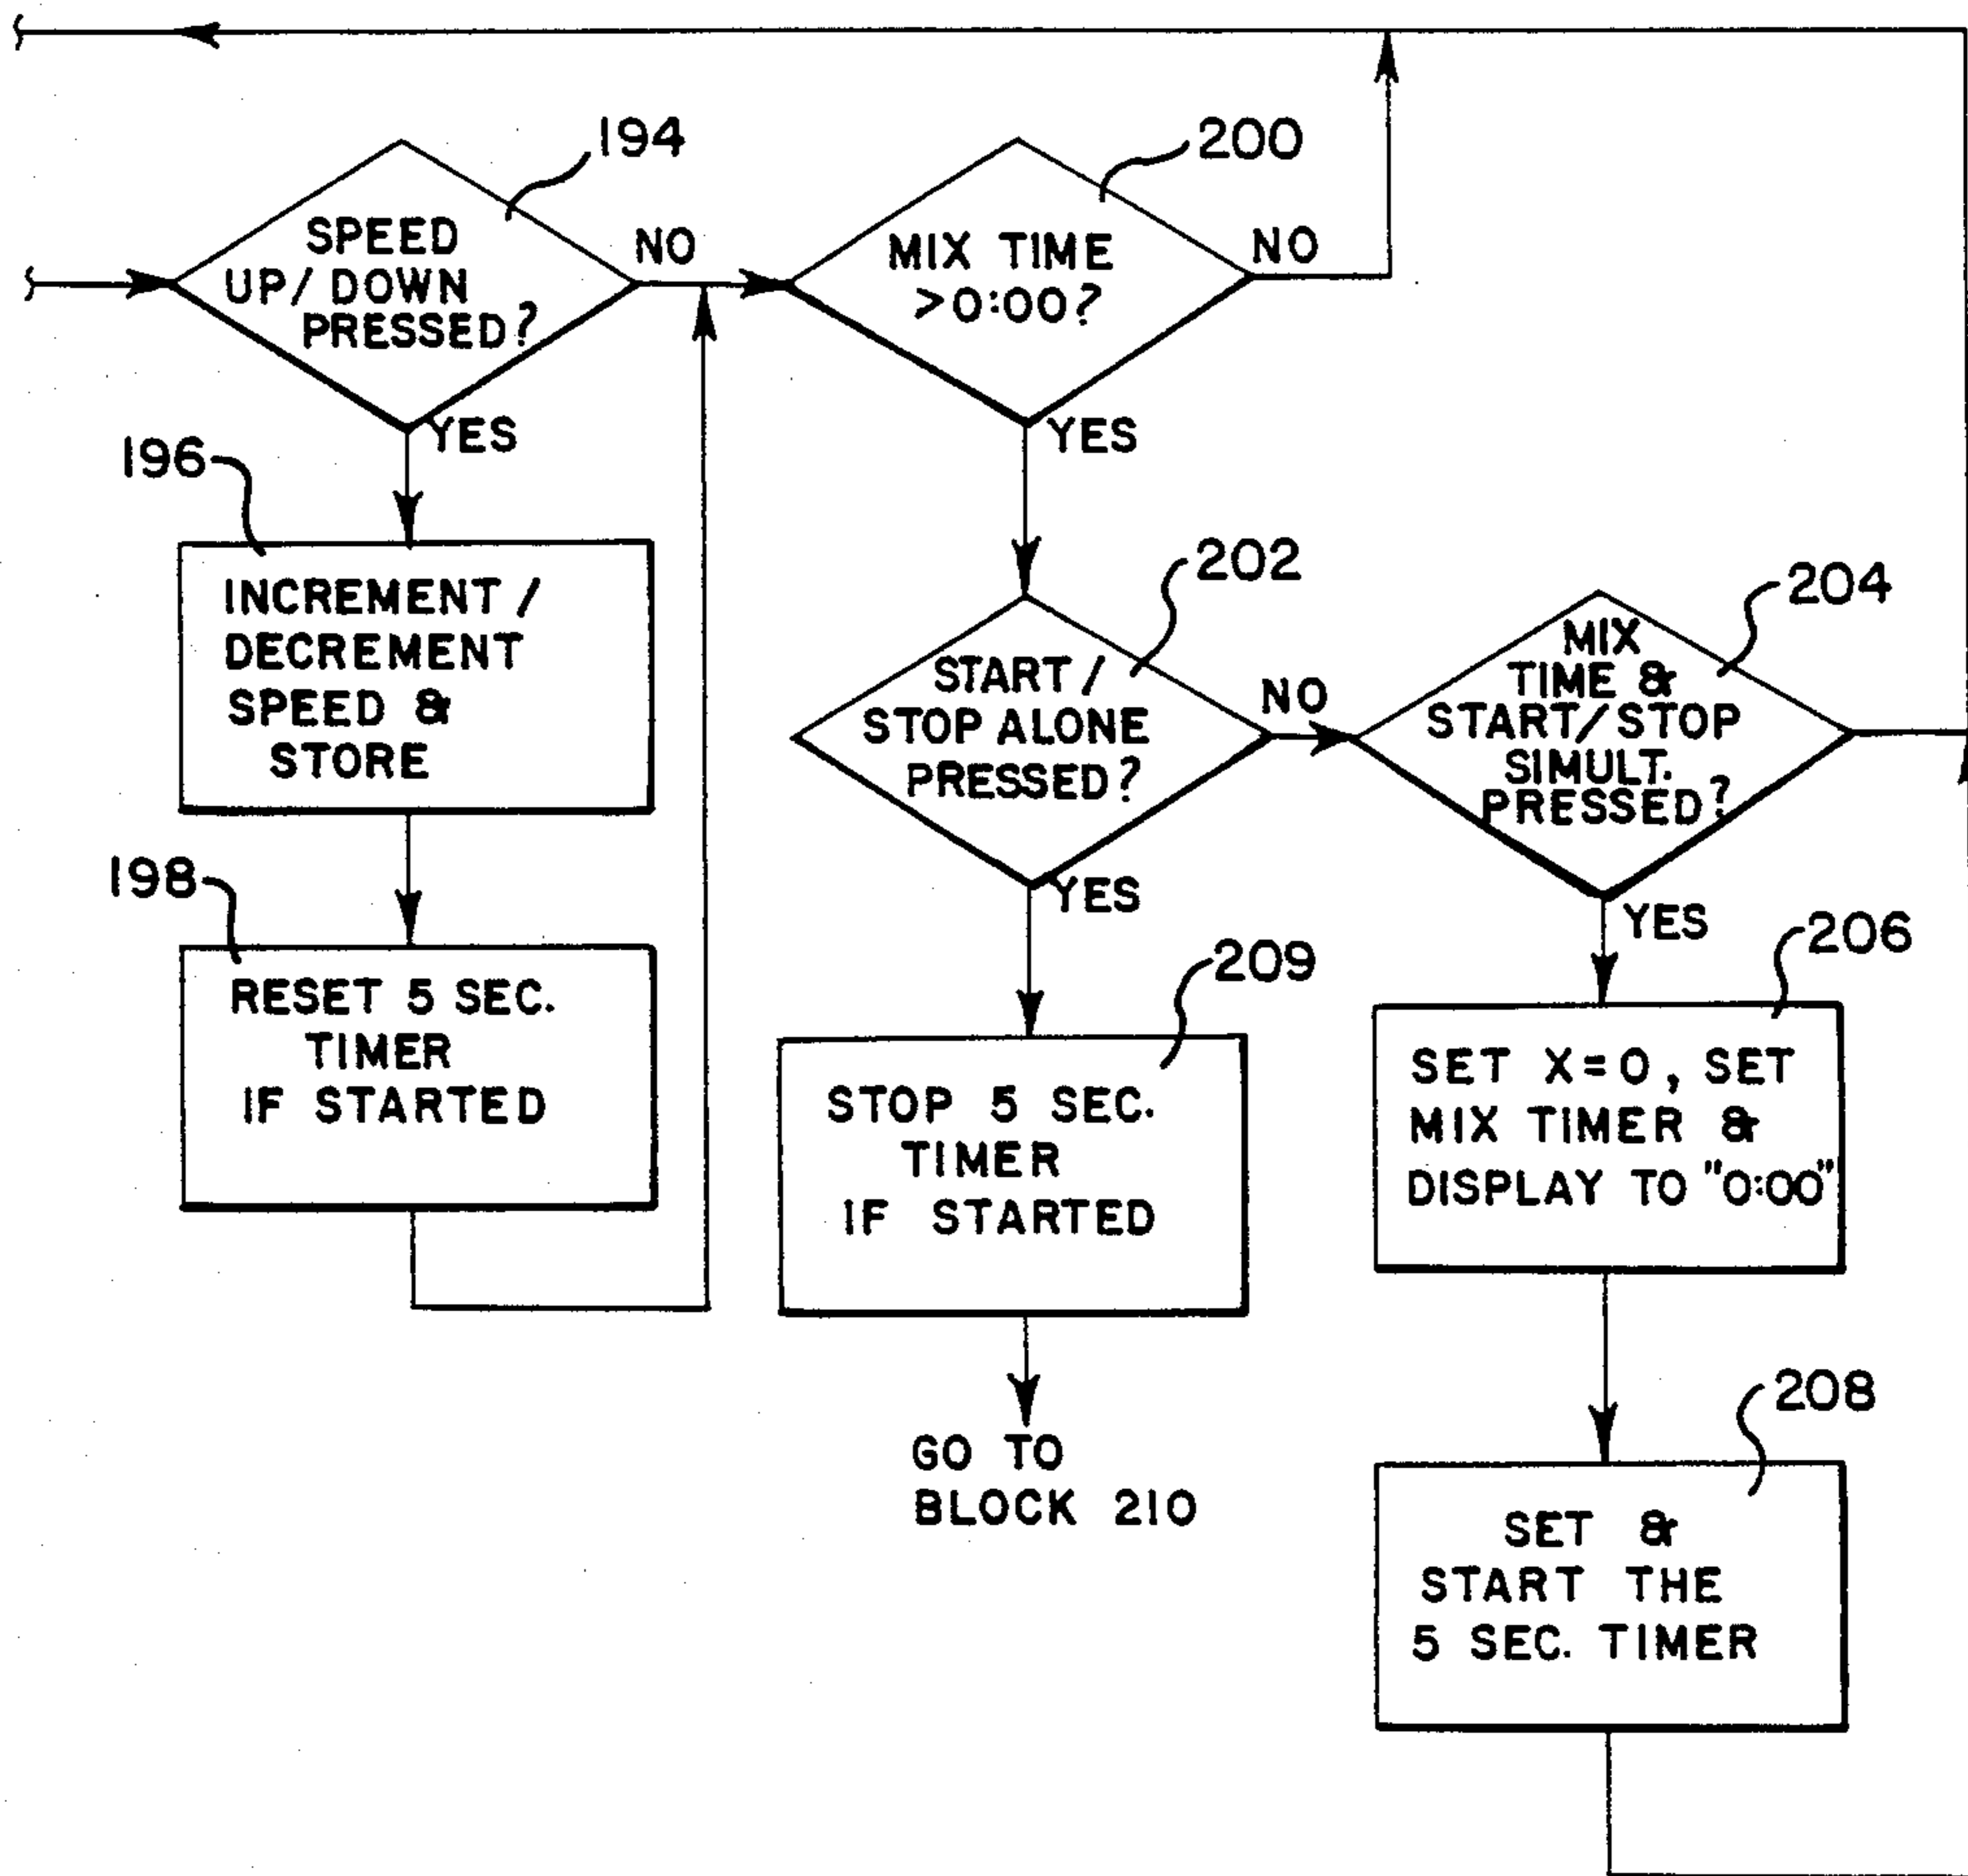 194
SPEED
UP/DOWN
PRESSED?
NO
YES
196
INCREMENT/
DECREMENT
SPEED &
STORE
198
RESET 5 SEC.
TIMER
IF STARTED
200
MIX TIME
>0:00?
NO
YES
202
START/
STOP ALONE
PRESSED?
NO
YES
204
MIX
TIME &
START/STOP
SIMULT.
PRESSED?
YES
209
STOP 5 SEC.
TIMER
IF STARTED
GO TO
BLOCK 210
206
SET X=0, SET
MIX TIMER &
DISPLAY TO "0:00"
208
SET &
START THE
5 SEC. TIMER